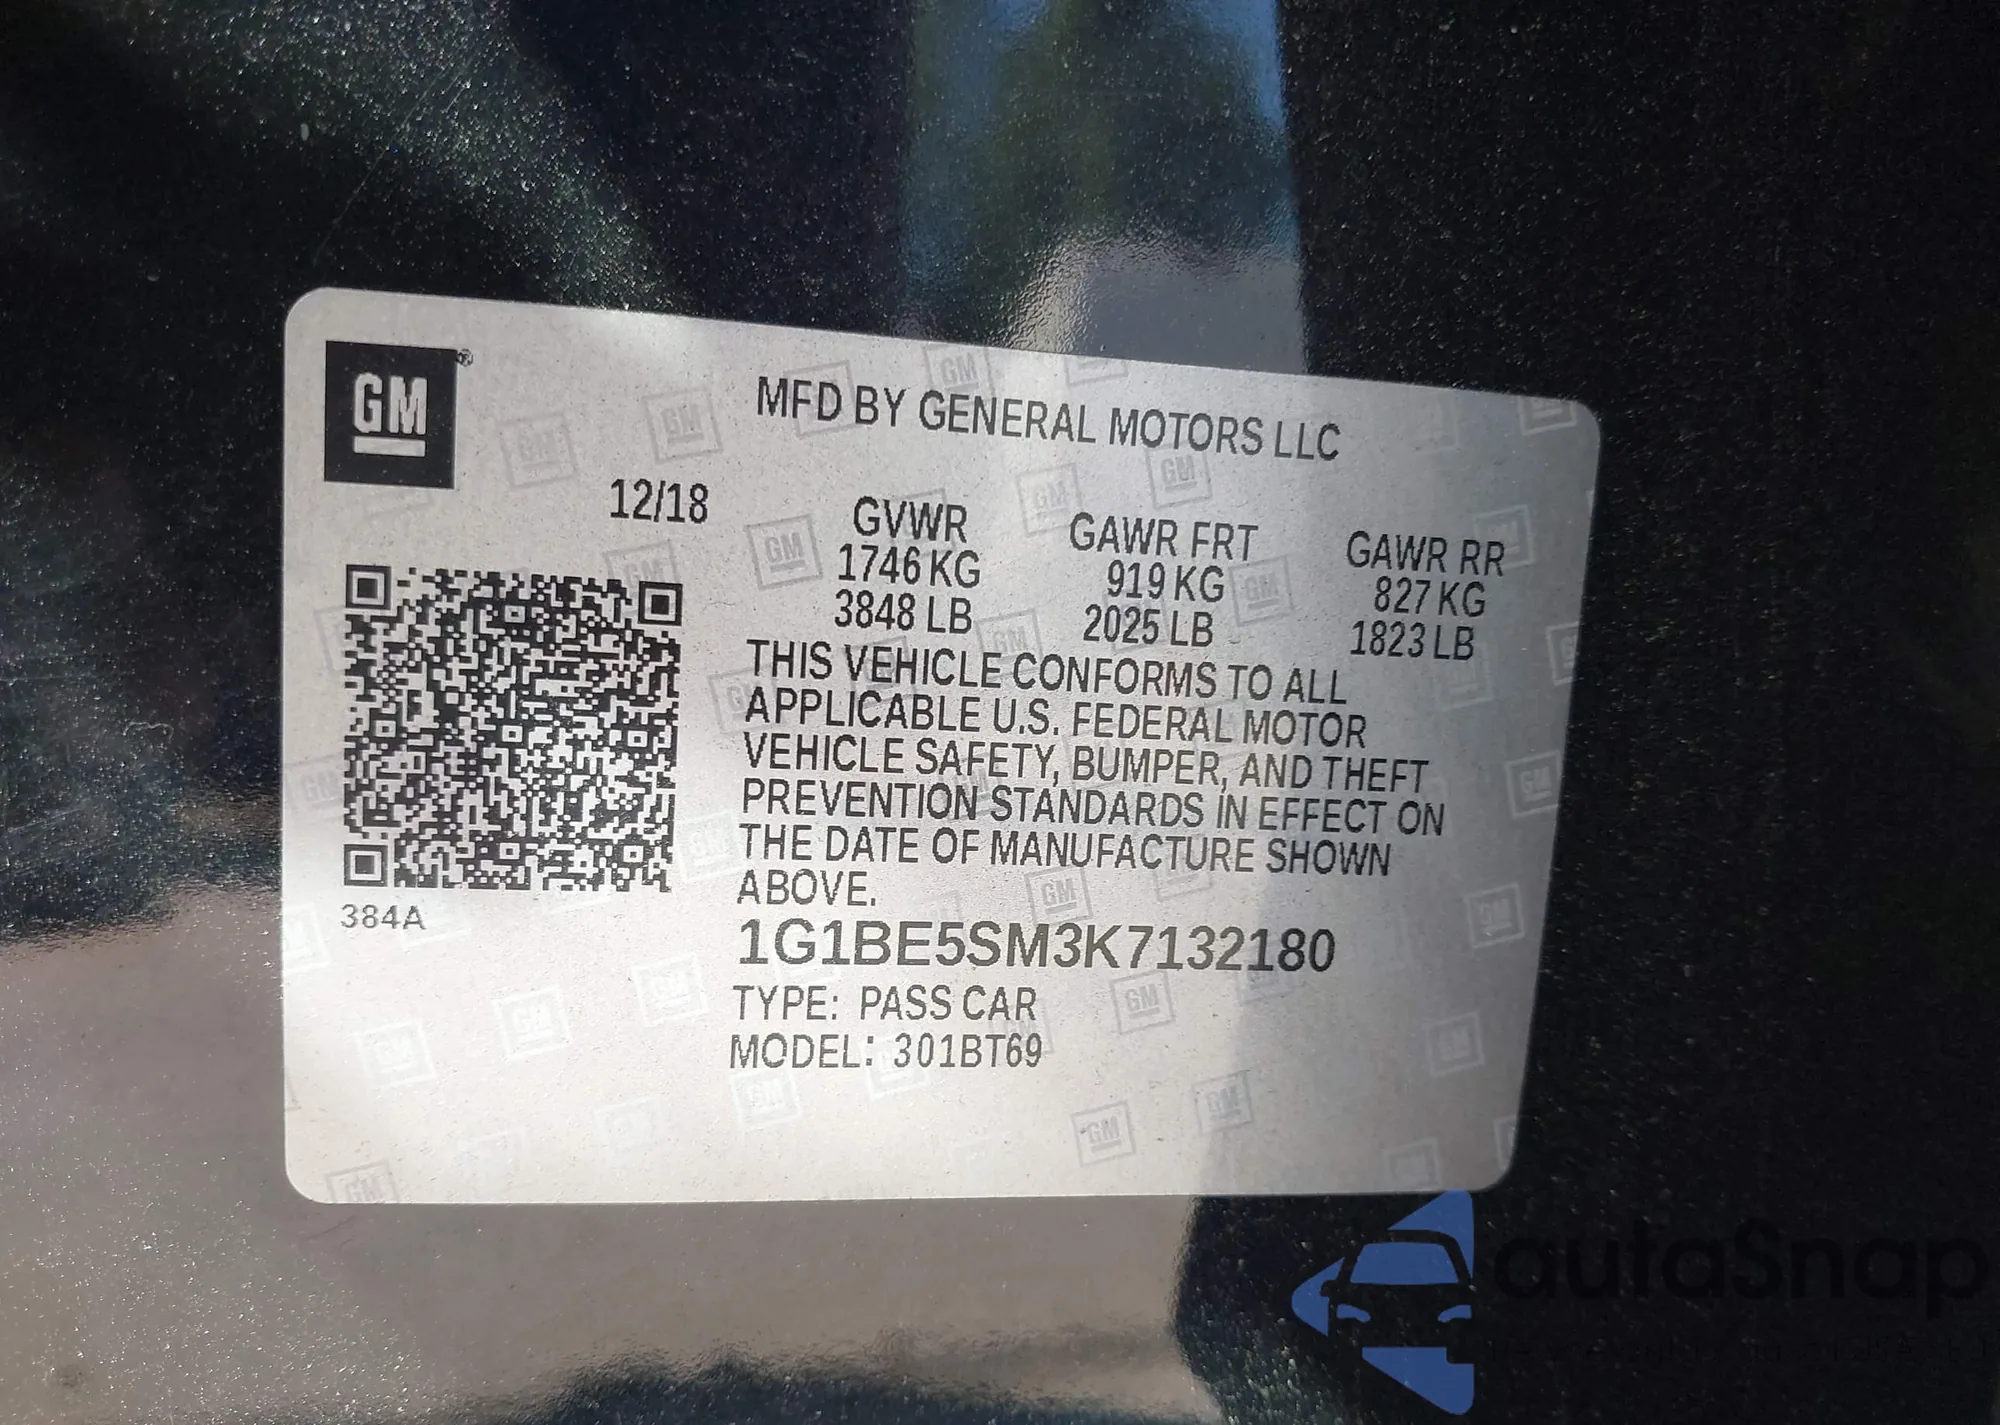 GM®
MFD BY GENERAL MOTORS LLC
12/18
GVWR GAWR FRT GAWR RR
1746 KG 919 KG 827 KG
3848 LB 2025 LB 1823 LB
THIS VEHICLE CONFORMS TO ALL
APPLICABLE U.S. FEDERAL MOTOR
VEHICLE SAFETY, BUMPER, AND THEFT
PREVENTION STANDARDS IN EFFECT ON
THE DATE OF MANUFACTURE SHOWN
ABOVE.
384A
1G1BE5SM3K7132180
TYPE: PASS CAR
MODEL: 301BT69
autaSnap